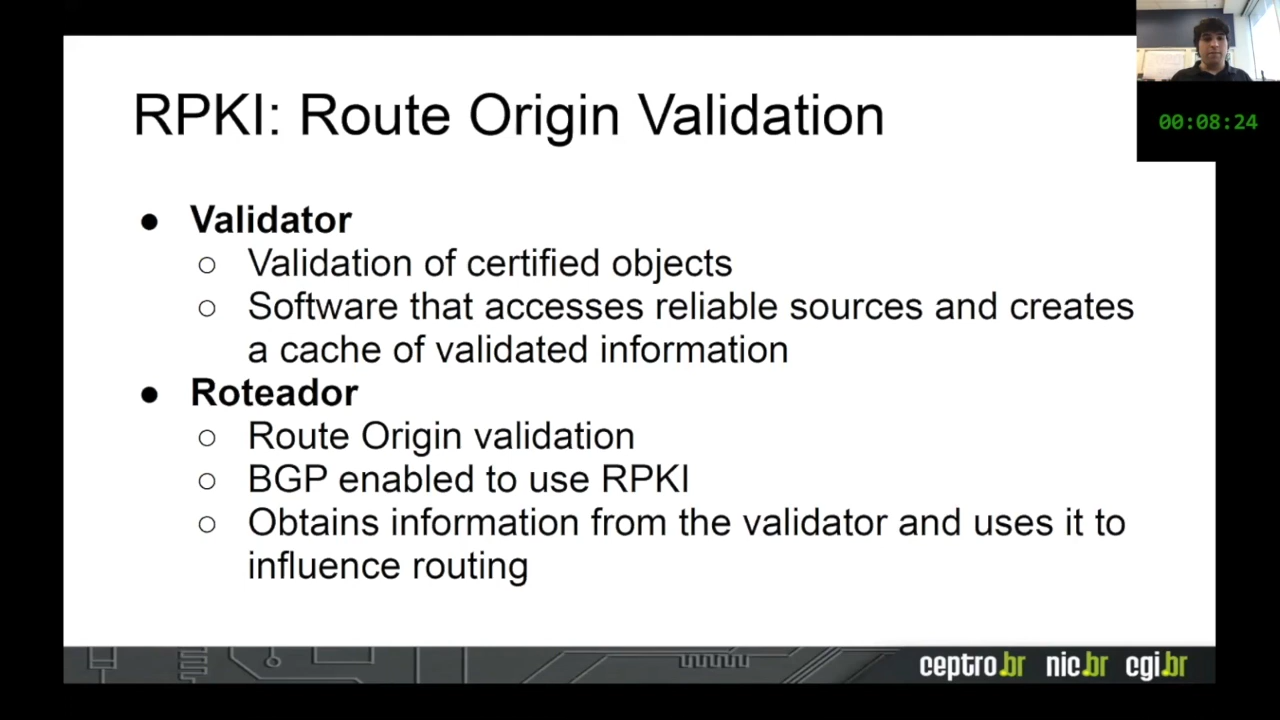 RPKI: Route Origin Validation
00:08:24
● Validator
○ Validation of certified objects
○ Software that accesses reliable sources and creates
a cache of validated information
● Roteador
○ Route Origin validation
○ BGP enabled to use RPKI
○ Obtains information from the validator and uses it to
influence routing
ceptro.br nic.br cgi.br